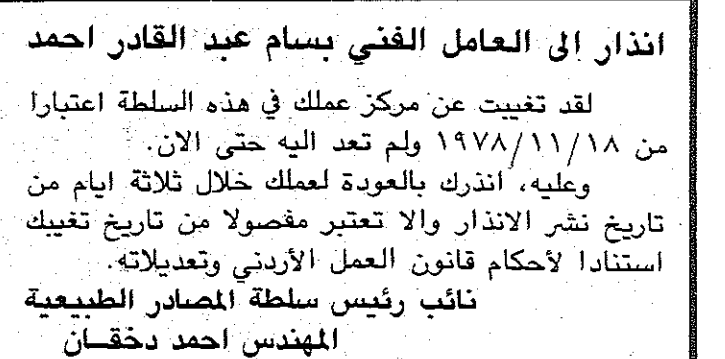 انذار الى العامل الفني بسام عبد القادر احمد
لقد تغيبت عن مركز عملك في هذه السلطة اعتبارا
من ١٩٧٨/١١/١٨ ولم تعد اليه حتى الان.
وعليه، انذرك بالعودة لعملك خلال ثلاثة ايام من
تاريخ نشر الانذار والا تعتبر مفصولا من تاريخ تغيبك
استنادا لأحكام قانون العمل الأردني وتعديلاته.
نائب رئيس سلطة المصادر الطبيعية
المهندس احمد دخقــان